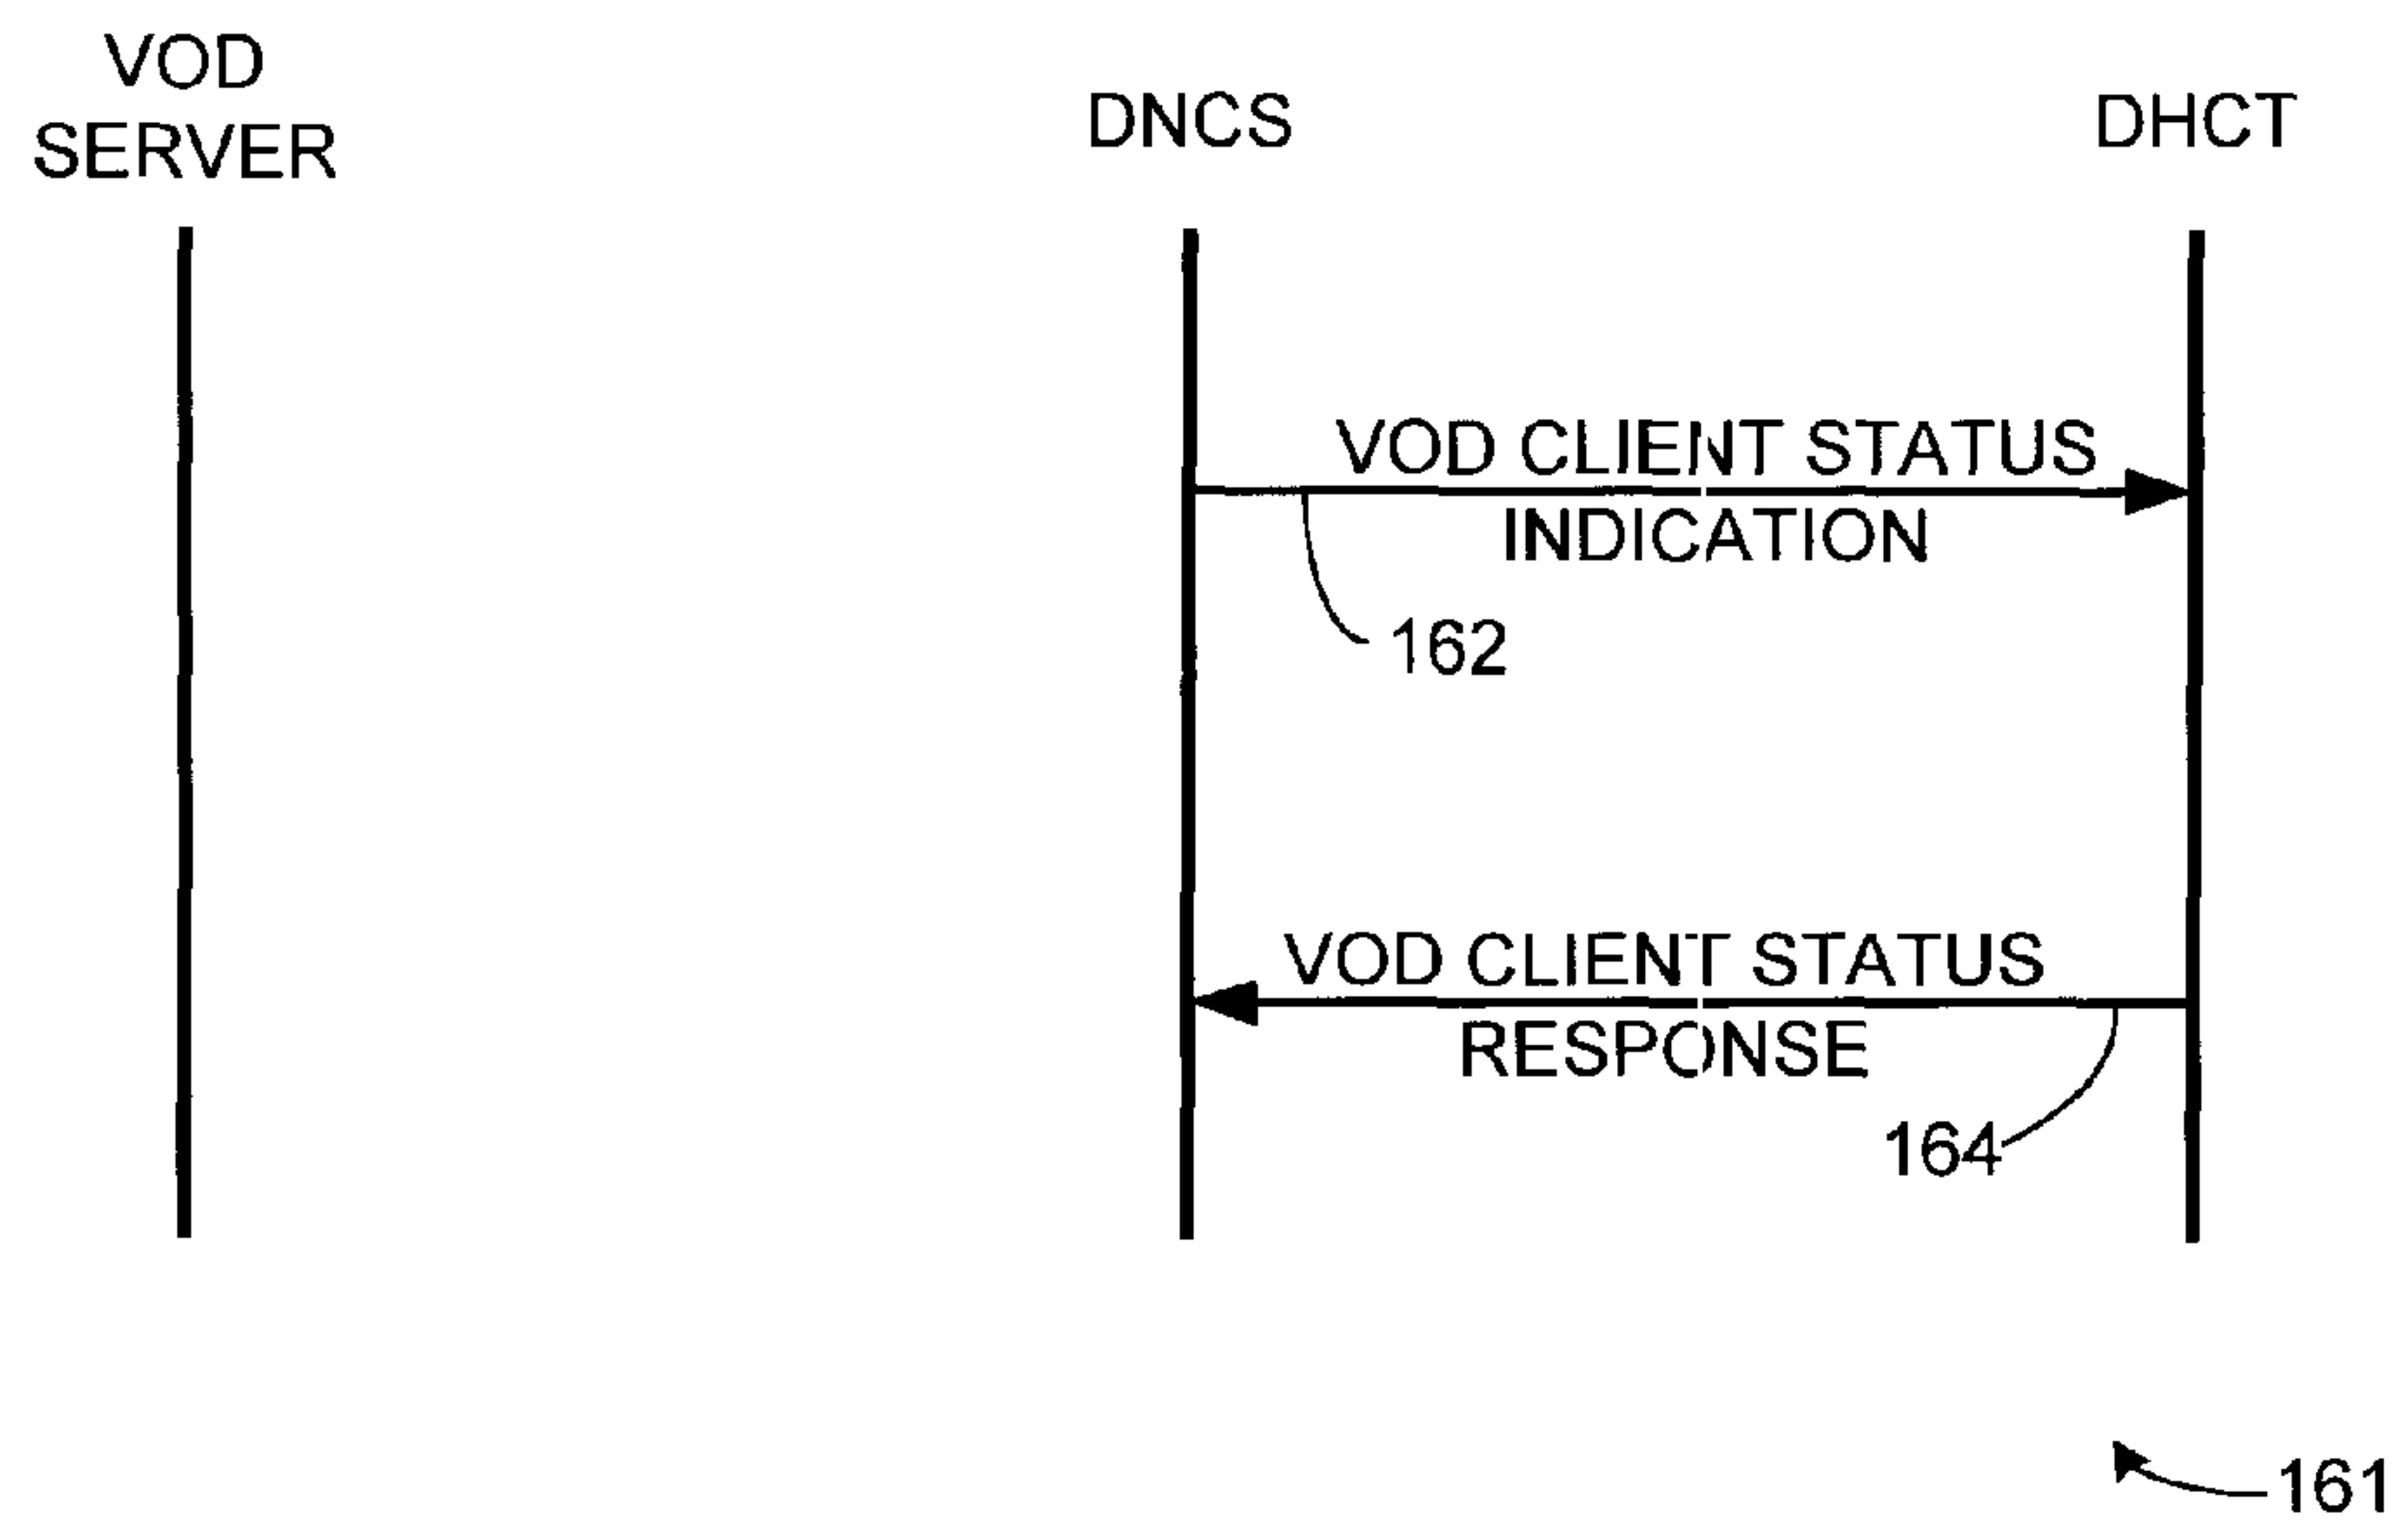 VOD
SERVER
DNCS
DHCT
VOD CLIENT STATUS
INDICATION
162
VOD CLIENT STATUS
RESPONSE
164
161